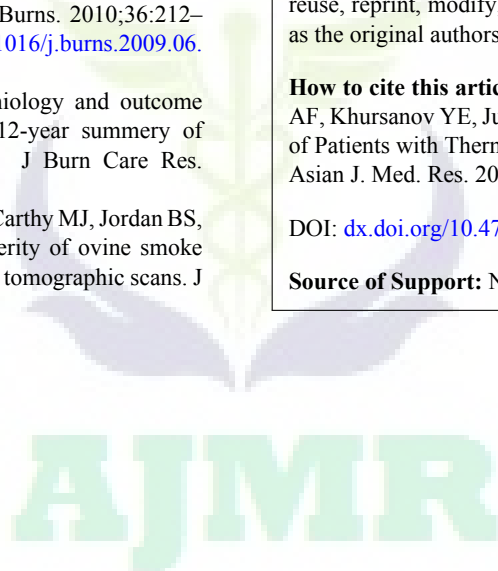 Burns. 2010;36:212–
1016/j.burns.2009.06.
iology and outcome
12-year summery of
J Burn Care Res.
Carthy MJ, Jordan BS,
erity of ovine smoke
tomographic scans. J
reuse, reprint, modify
as the original authors
How to cite this artic
AF, Khursanov YE, Ju
of Patients with Therm
Asian J. Med. Res. 20
DOI: dx.doi.org/10.47
Source of Support: N
AJMR